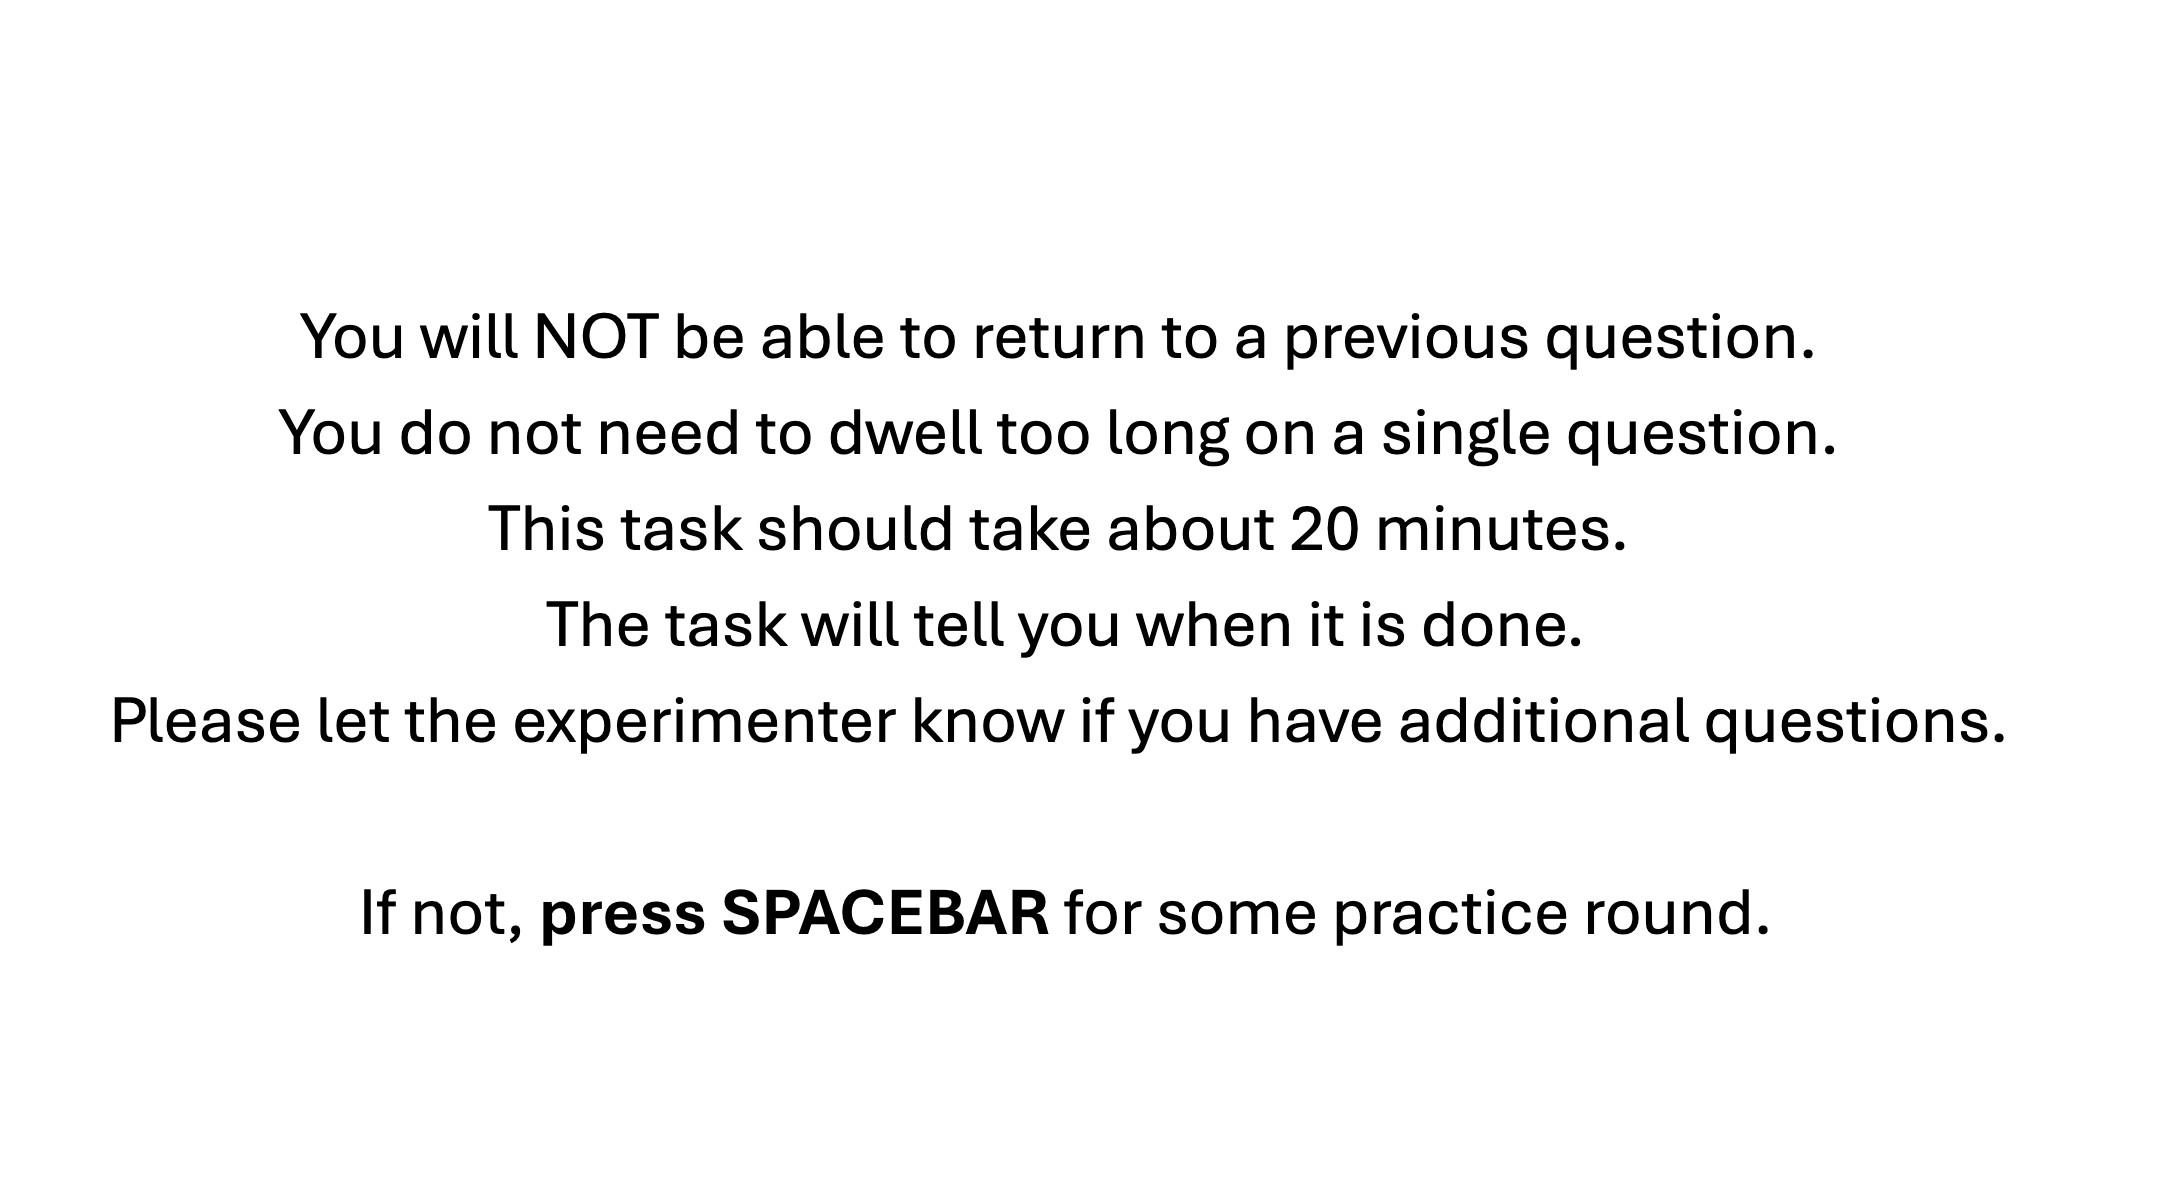 You will NOT be able to return to a previous question.
You do not need to dwell too long on a single question.
This task should take about 20 minutes.
The task will tell you when it is done.
Please let the experimenter know if you have additional questions.
If not, press SPACEBAR for some practice round.